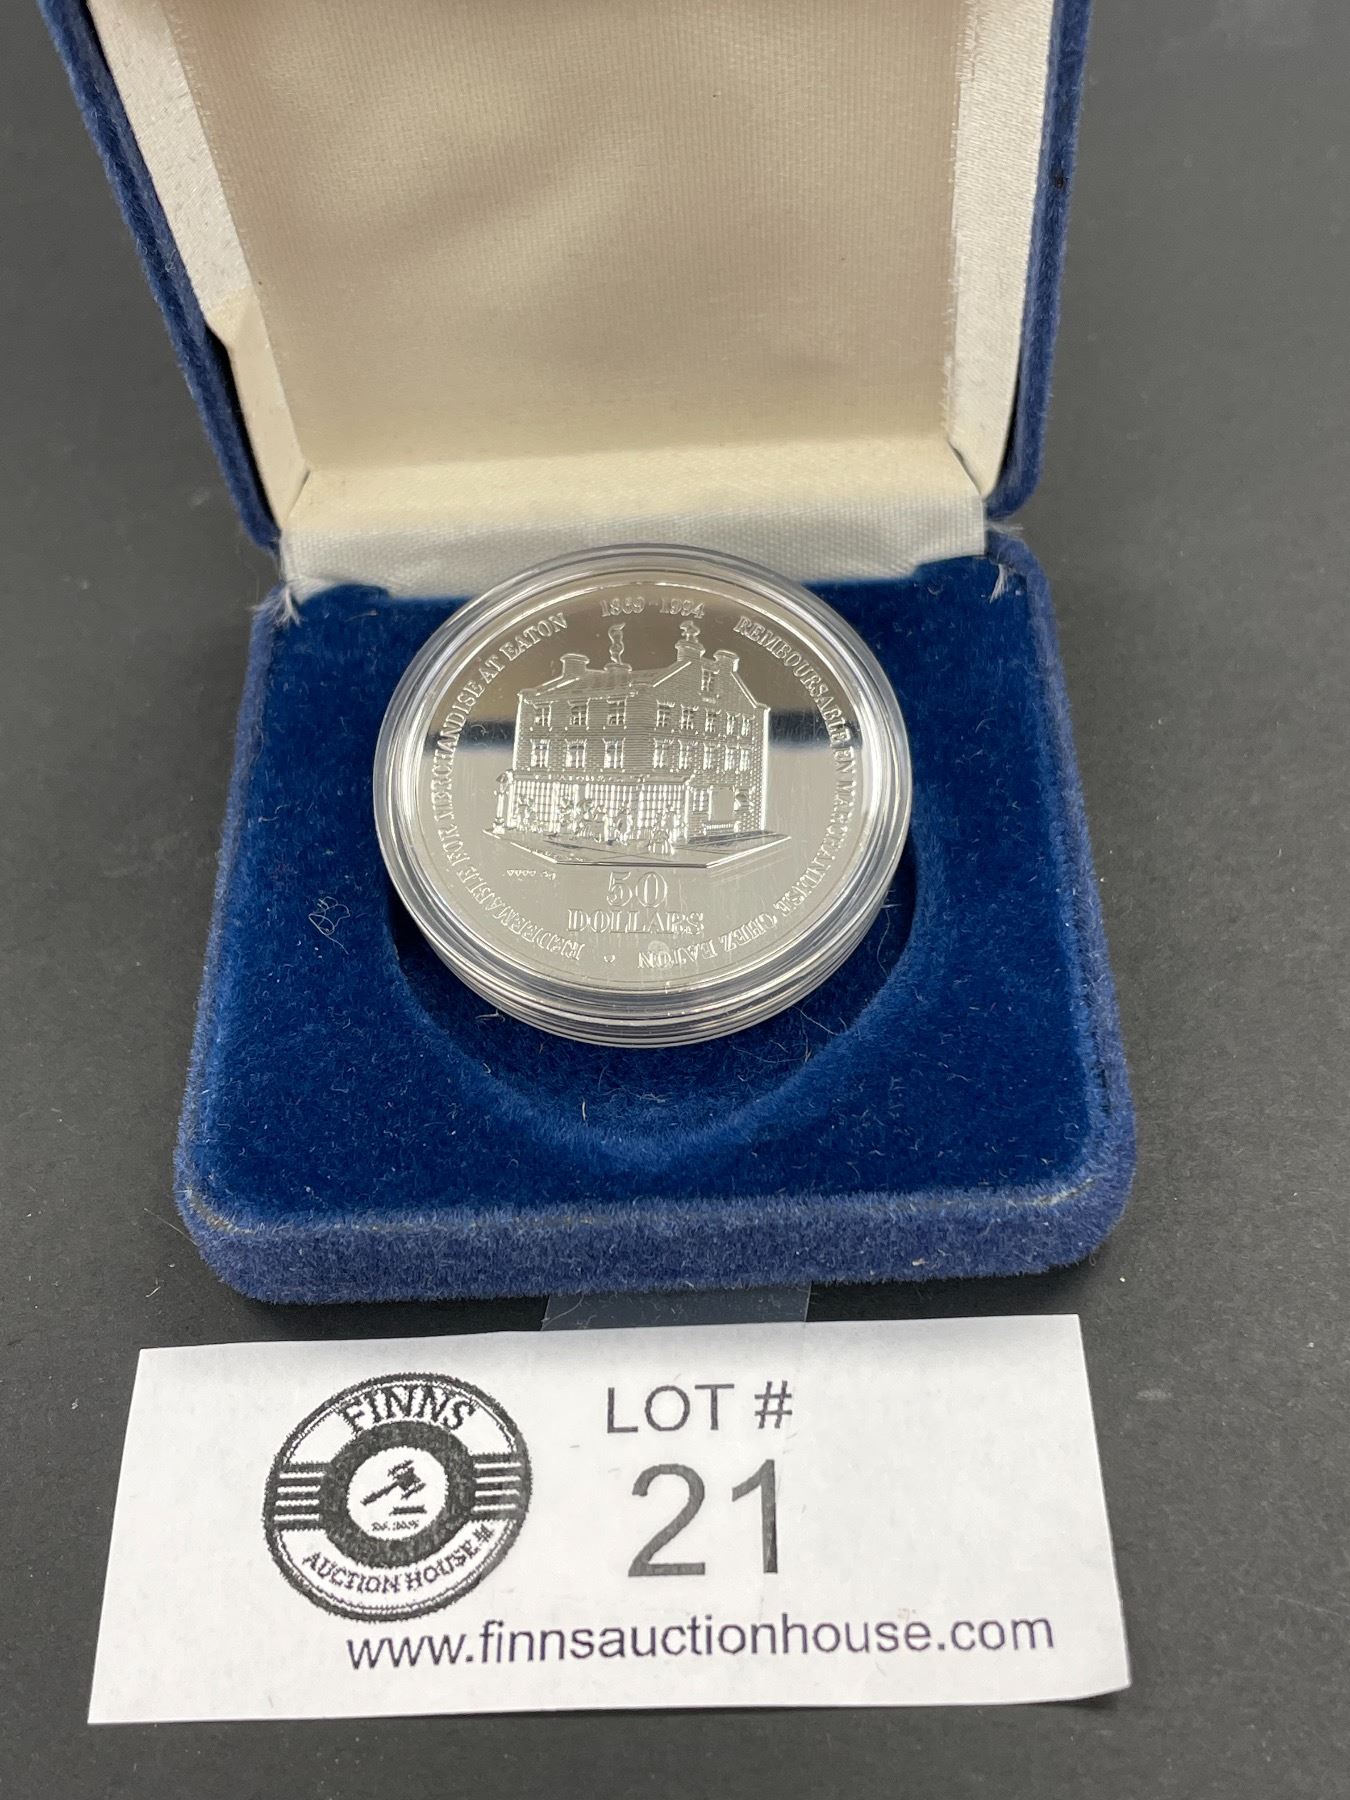 1869-1994
REDEEMABLE FOR MERCHANDISE AT EATON
REMBOURSABLE EN MARCHANDISE CHEZ EATON
50
DOLLARS
FINNS
AUCTION HOUSE
LOT #
21
www.finnsauctionhouse.com